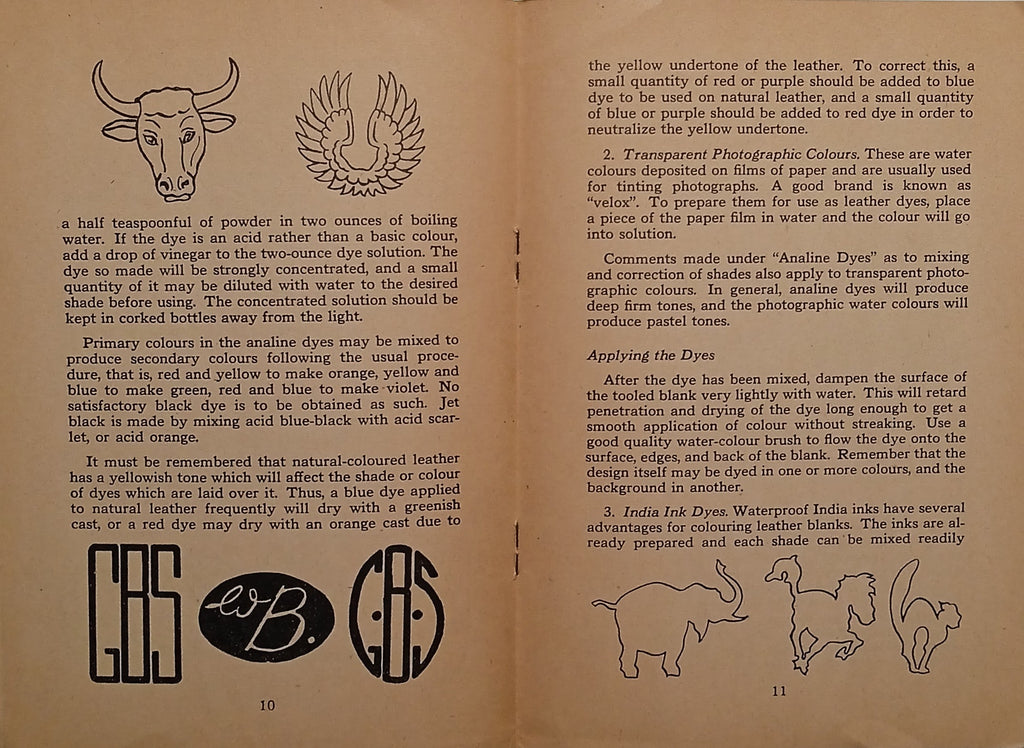 a half teaspoonful of powder in two ounces of boiling
water. If the dye is an acid rather than a basic colour,
add a drop of vinegar to the two-ounce dye solution. The
dye so made will be strongly concentrated, and a small
quantity of it may be diluted with water to the desired
shade before using. The concentrated solution should be
kept in corked bottles away from the light.
Primary colours in the analine dyes may be mixed to
produce secondary colours following the usual proce-
dure, that is, red and yellow to make orange, yellow and
blue to make green, red and blue to make violet. No
satisfactory black dye is to be obtained as such. Jet
black is made by mixing acid blue-black with acid scar-
let, or acid orange.
It must be remembered that natural-coloured leather
has a yellowish tone which will affect the shade or colour
of dyes which are laid over it. Thus, a blue dye applied
to natural leather frequently will dry with a greenish
cast, or a red dye may dry with an orange cast due to
GBS
WB.
G·B·S
10
the yellow undertone of the leather. To correct this, a
small quantity of red or purple should be added to blue
dye to be used on natural leather, and a small quantity
of blue or purple should be added to red dye in order to
neutralize the yellow undertone.
2. Transparent Photographic Colours. These are water
colours deposited on films of paper and are usually used
for tinting photographs. A good brand is known as
"velox". To prepare them for use as leather dyes, place
a piece of the paper film in water and the colour will go
into solution.
Comments made under "Analine Dyes" as to mixing
and correction of shades also apply to transparent photo-
graphic colours. In general, analine dyes will produce
deep firm tones, and the photographic water colours will
produce pastel tones.
Applying the Dyes
After the dye has been mixed, dampen the surface of
the tooled blank very lightly with water. This will retard
penetration and drying of the dye long enough to get a
smooth application of colour without streaking. Use a
good quality water-colour brush to flow the dye onto the
surface, edges, and back of the blank. Remember that the
design itself may be dyed in one or more colours, and the
background in another.
3. India Ink Dyes. Waterproof India inks have several
advantages for colouring leather blanks. The inks are al-
ready prepared and each shade can be mixed readily
11